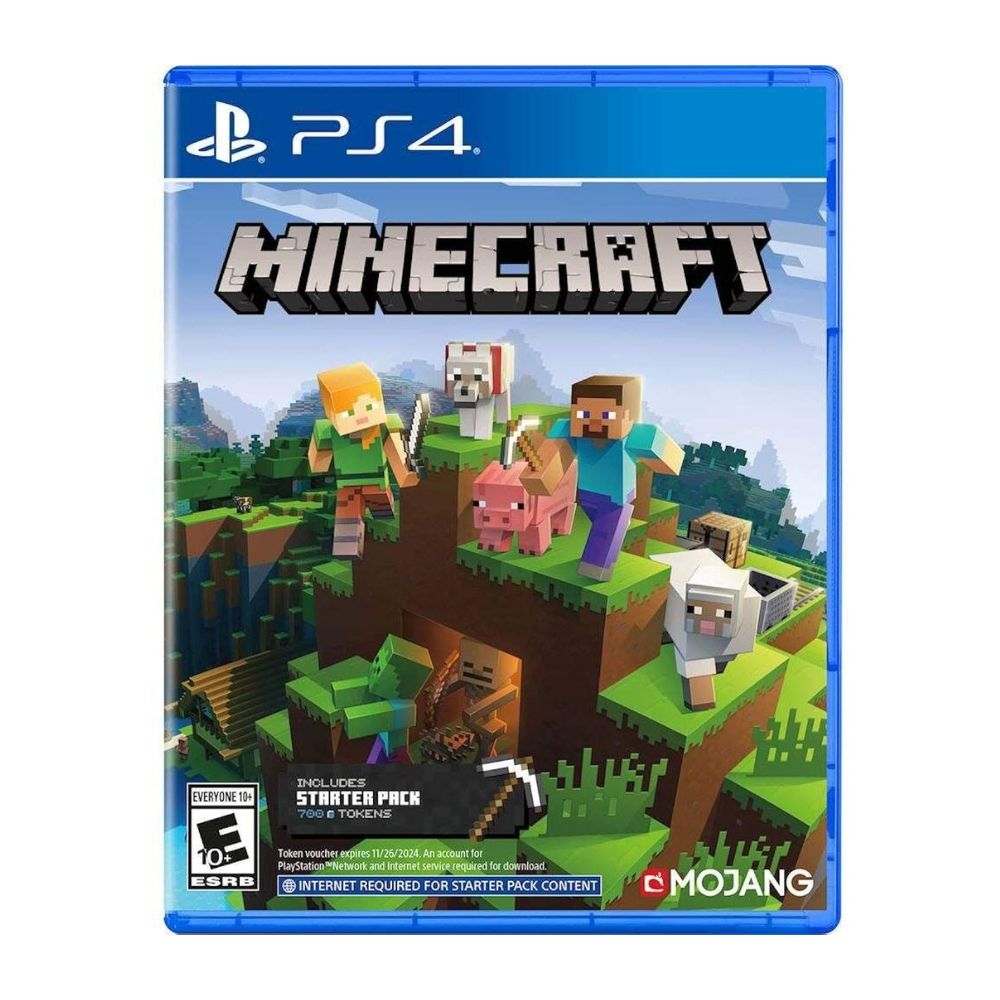 PS4
MINECRAFT
INCLUDES
STARTER PACK
700 TOKENS
EVERYONE 10+
E
10+
ESRB
Token voucher expires 11/26/2024. An account for
PlayStation™Network and Internet service required for download.
INTERNET REQUIRED FOR STARTER PACK CONTENT
MOJANG